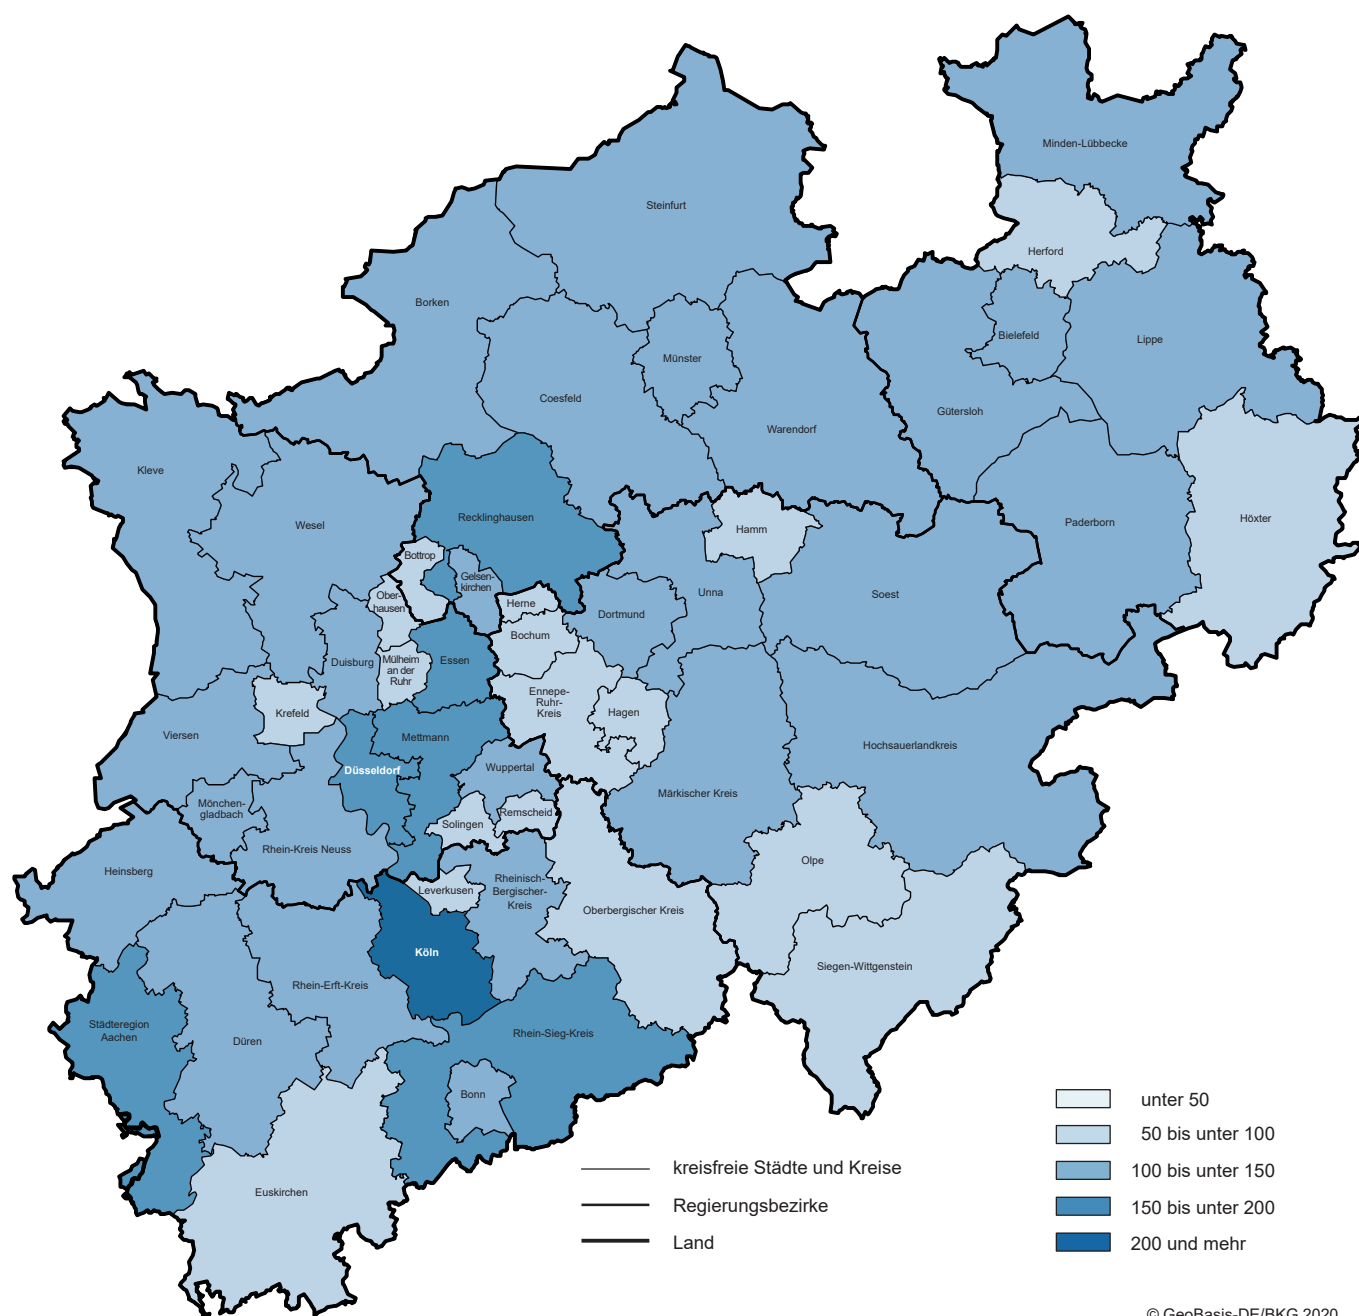 Minden-Lübbecke
Steinfurt
Herford
Borken
Bielefeld
Lippe
Münster
Coesfeld
Gütersloh
Warendorf
Kleve
Recklinghausen
Wesel
Hamm
Paderborn
Höxter
Bottrop
Gelsen-
kirchen
Ober-
hausen
Herne
Dortmund
Unna
Soest
Bochum
Duisburg
Mülheim
an der
Ruhr
Essen
Ennepe-
Ruhr-
Kreis
Krefeld
Hagen
Viersen
Mettmann
Hochsauerlandkreis
Düsseldorf
Wuppertal
Märkischer Kreis
Mönchen-
gladbach
Solingen
Remscheid
Rhein-Kreis Neuss
Olpe
Heinsberg
Leverkusen
Rheinisch-
Bergischer-
Kreis
Oberbergischer Kreis
Köln
Siegen-Wittgenstein
Rhein-Erft-Kreis
Städteregion
Aachen
Düren
Rhein-Sieg-Kreis
Bonn
Euskirchen
kreisfreie Städte und Kreise
Regierungsbezirke
Land
unter 50
50 bis unter 100
100 bis unter 150
150 bis unter 200
200 und mehr
© GeoBasis-DE/BKG 2020